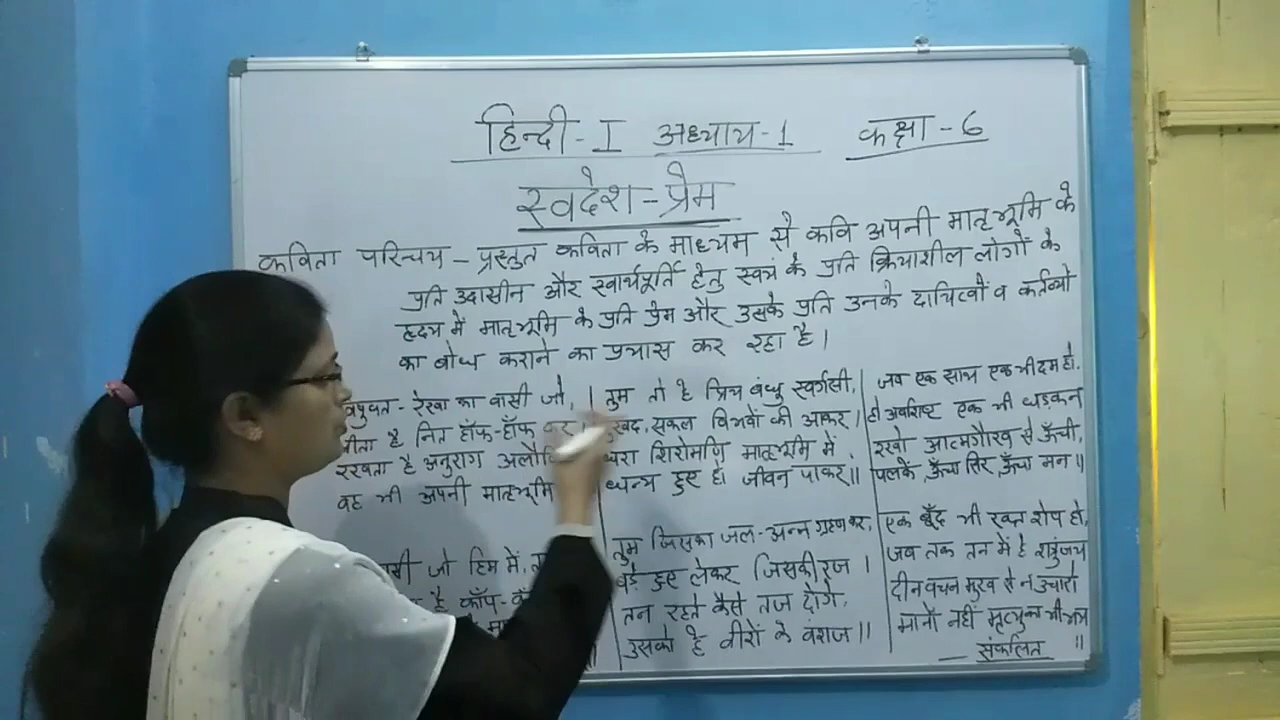 हिन्दी-I अध्याय-1 कक्षा-6
स्वदेश-प्रेम
कविता परिचय - प्रस्तुत कविता के माध्यम से कवि अपनी मातृभूमि के
प्रति उदासीन और स्वार्थपूर्ति हेतु स्वयं के प्रति क्रियाशील लोगों के
हृदय में मातृभूमि के प्रति प्रेम और उसके प्रति उनके दायित्वों व कर्तव्यों
का बोध कराने का प्रयास कर रहा है।
रेखा का वासी जो,
जीता है नित हाँफ-हाँफ कर।
रखता है अनुराग
वह भी अपनी मातृभूमि
जो हिम में,
है काँप-
तुम तो हे प्रिय बंधु स्वर्ग सी,
सुखद, सकल विभवों की आकर।
धरा शिरोमणि मातृभूमि में,
धन्य हुए हो जीवन पाकर॥
तुम जिसका जल-अन्न ग्रहण कर,
बड़े हुए लेकर जिसकी रज।
तन रहते कैसे तज दोगे,
उसको हे वीरों के वंशज॥
जब एक साथ एक भी दम हो,
हो अवशिष्ट एक भी धड़कन
रखो आत्मगौरव से ऊँची,
पलकें, ऊँचा सिर, ऊँचा मन॥
एक बूँद भी रक्त शेष हो,
जब तक तन में हे शत्रुंजय
दीन वचन मुख से न उचारो
मानो नहीं मृत्यु का भी भय॥
- संकलित